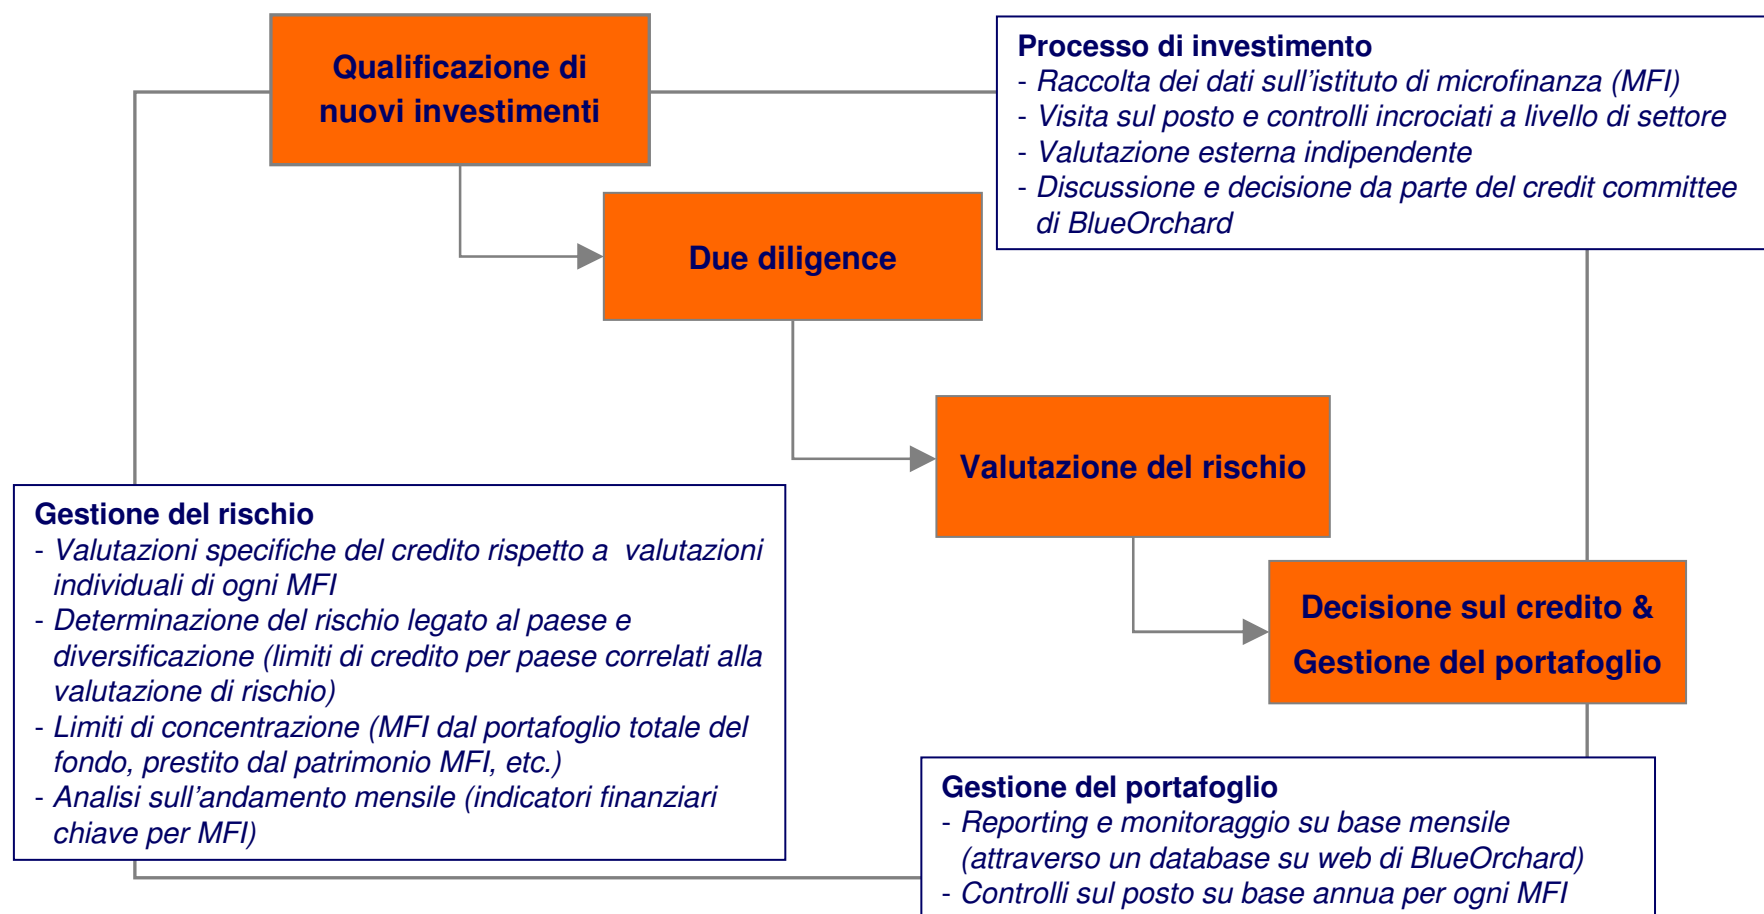 Qualificazione di
nuovi investimenti
Processo di investimento
- Raccolta dei dati sull'istituto di microfinanza (MFI)
- Visita sul posto e controlli incrociati a livello di settore
- Valutazione esterna indipendente
- Discussione e decisione da parte del credit committee
di BlueOrchard
Due diligence
Valutazione del rischio
Gestione del rischio
- Valutazioni specifiche del credito rispetto a  valutazioni
individuali di ogni MFI
- Determinazione del rischio legato al paese e
diversificazione (limiti di credito per paese correlati alla
valutazione di rischio)
- Limiti di concentrazione (MFI dal portafoglio totale del
fondo, prestito dal patrimonio MFI, etc.)
- Analisi sull'andamento mensile (indicatori finanziari
chiave per MFI)
Decisione sul credito &
Gestione del portafoglio
Gestione del portafoglio
- Reporting e monitoraggio su base mensile
(attraverso un database su web di BlueOrchard)
- Controlli sul posto su base annua per ogni MFI